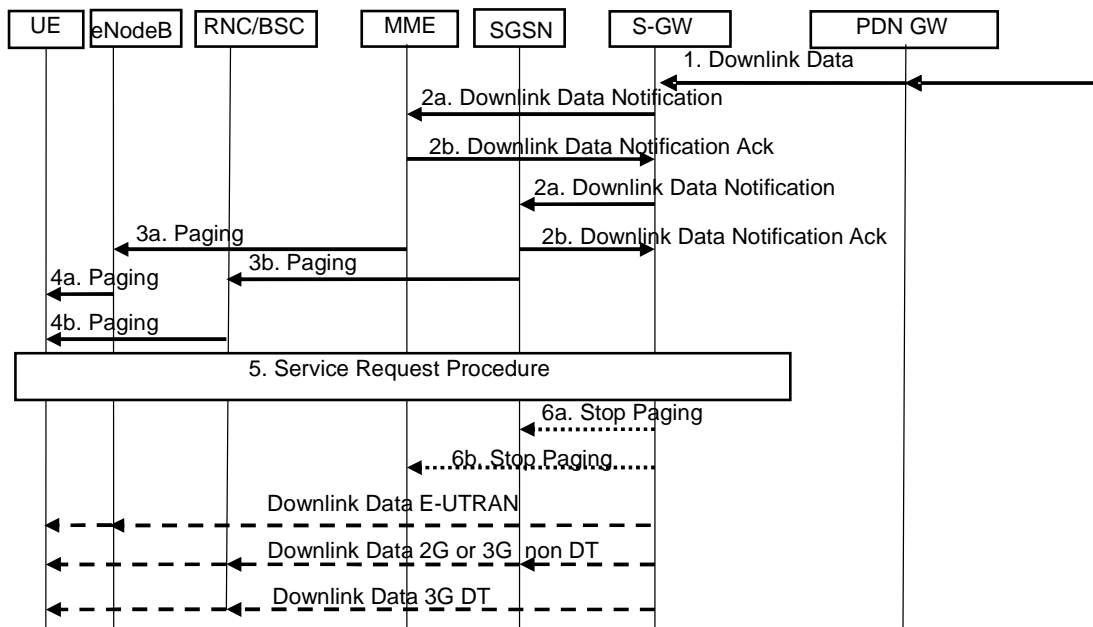 UE
eNodeB
RNC/BSC
MME
SGSN
S-GW
PDN GW
1. Downlink Data
2a. Downlink Data Notification
2b. Downlink Data Notification Ack
2a. Downlink Data Notification
3a. Paging
2b. Downlink Data Notification Ack
3b. Paging
4a. Paging
4b. Paging
5. Service Request Procedure
6a. Stop Paging
6b. Stop Paging
Downlink Data E-UTRAN
Downlink Data 2G or 3G non DT
Downlink Data 3G DT